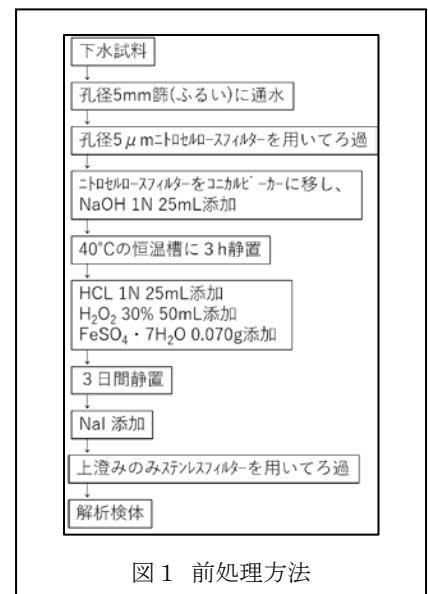 下水試料
↓
孔径5mm篩(ふるい)に通水
↓
孔径5μmニトロセルロースフィルターを用いてろ過
↓
ニトロセルロースフィルターをコニカルビーカーに移し、
NaOH 1N 25mL添加
↓
40℃の恒温槽に3h静置
↓
HCL 1N 25mL添加
H₂O₂ 30% 50mL添加
FeSO₄・7H₂O 0.070g添加
↓
3日間静置
↓
NaI 添加
↓
上澄みのみステンレスフィルターを用いてろ過
↓
解析検体
図1 前処理方法